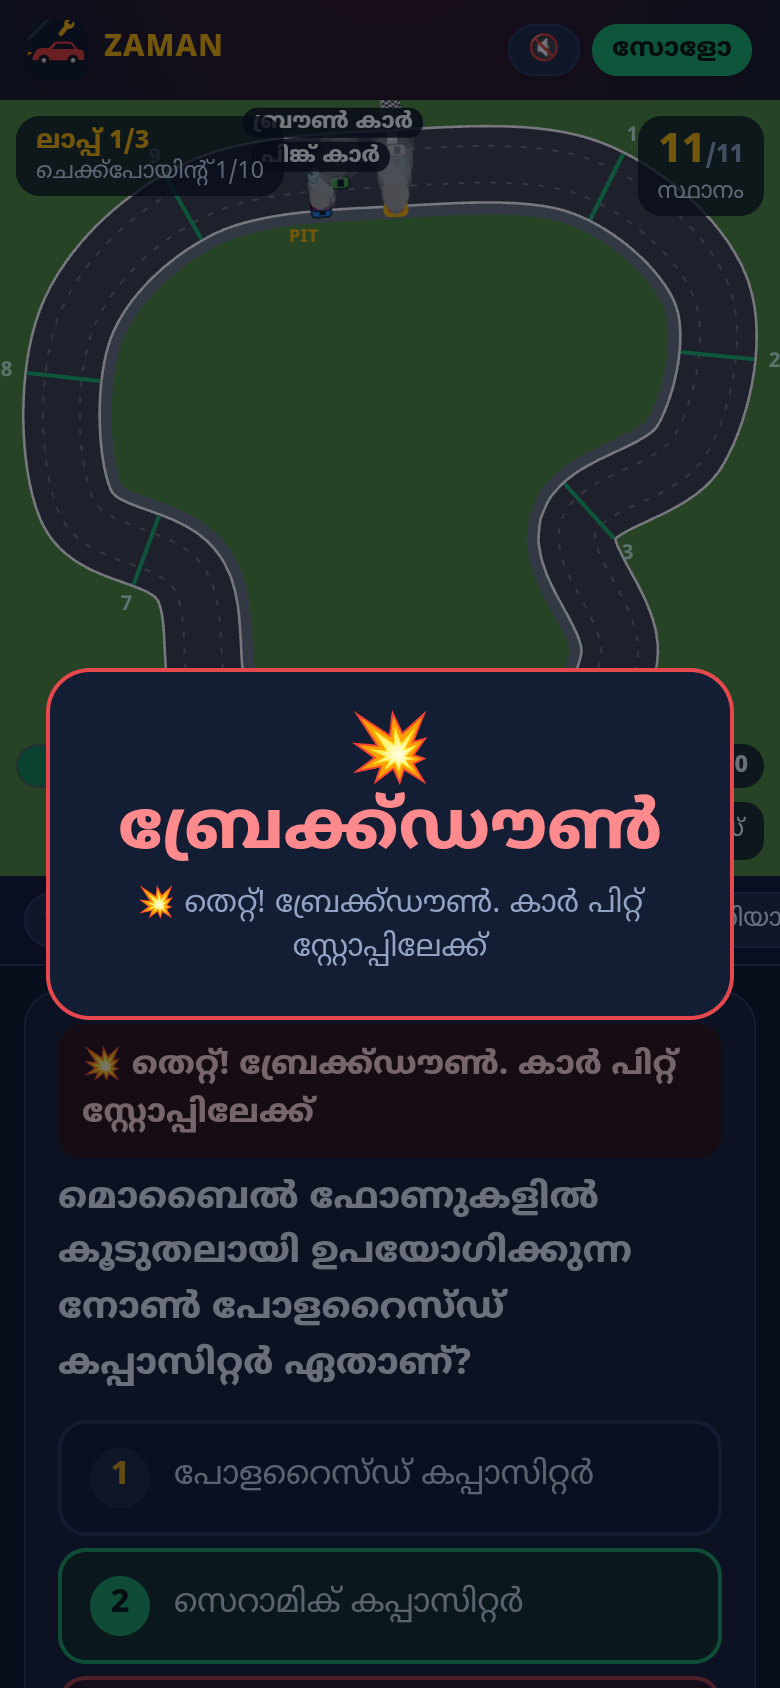 ZAMAN
സോളോ
ലാപ്പ് 1/3
ചെക്ക്പോയിന്റ് 1/10
ബ്രൗൺ കാർ
പിങ്ക് കാർ
11/11
സ്ഥാനം
PIT
1
2
3
7
8
9
0
💥
ബ്രേക്ക്ഡൗൺ
💥 തെറ്റ്! ബ്രേക്ക്ഡൗൺ. കാർ പിറ്റ്
സ്റ്റോപ്പിലേക്ക്
💥 തെറ്റ്! ബ്രേക്ക്ഡൗൺ. കാർ പിറ്റ്
സ്റ്റോപ്പിലേക്ക്
മൊബൈൽ ഫോണുകളിൽ
കൂടുതലായി ഉപയോഗിക്കുന്ന
നോൺ പോളറൈസ്ഡ്
കപ്പാസിറ്റർ ഏതാണ്?
1 പോളറൈസ്ഡ് കപ്പാസിറ്റർ
2 സെറാമിക് കപ്പാസിറ്റർ